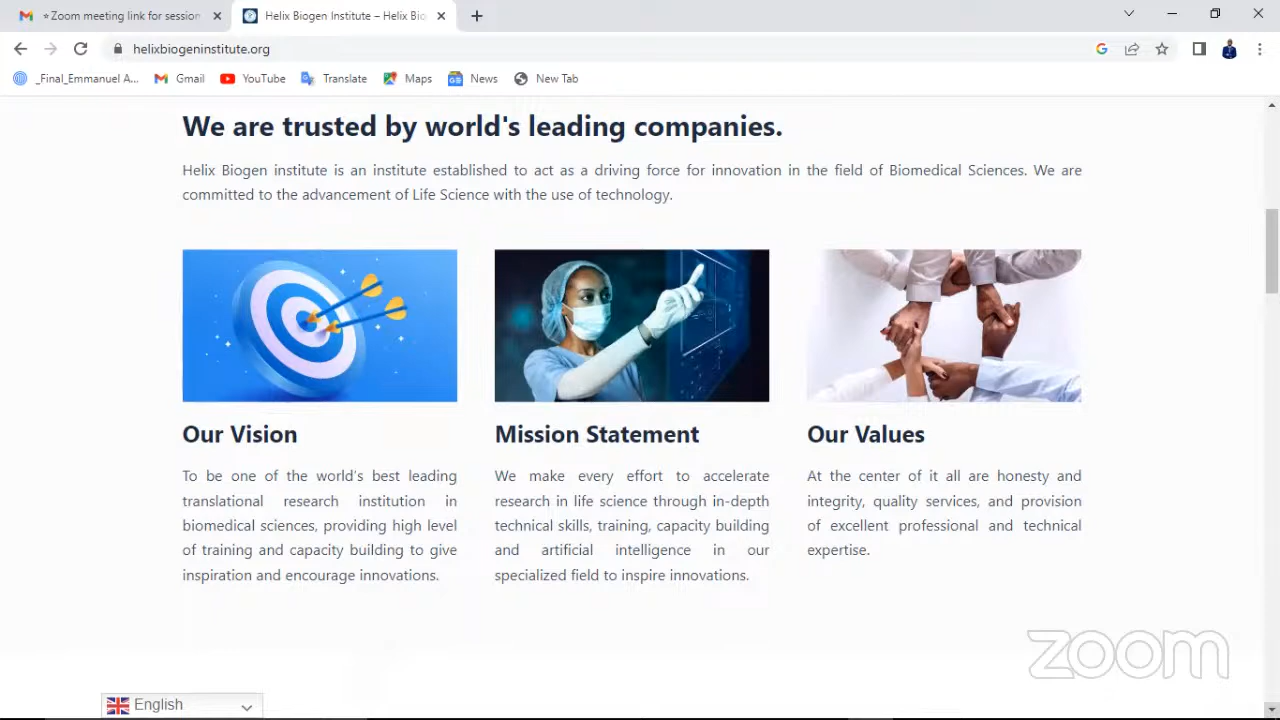 ⭐Zoom meeting link for session
Helix Biogen Institute – Helix Bio
helixbiogeninstitute.org
_Final_Emmanuel A...
Gmail
YouTube
Translate
Maps
News
New Tab
We are trusted by world's leading companies.
Helix Biogen institute is an institute established to act as a driving force for innovation in the field of Biomedical Sciences. We are
committed to the advancement of Life Science with the use of technology.
Our Vision
To be one of the world's best leading
translational research institution in
biomedical sciences, providing high level
of training and capacity building to give
inspiration and encourage innovations.
Mission Statement
We make every effort to accelerate
research in life science through in-depth
technical skills, training, capacity building
and artificial intelligence in our
specialized field to inspire innovations.
Our Values
At the center of it all are honesty and
integrity, quality services, and provision
of excellent professional and technical
expertise.
zoom
English